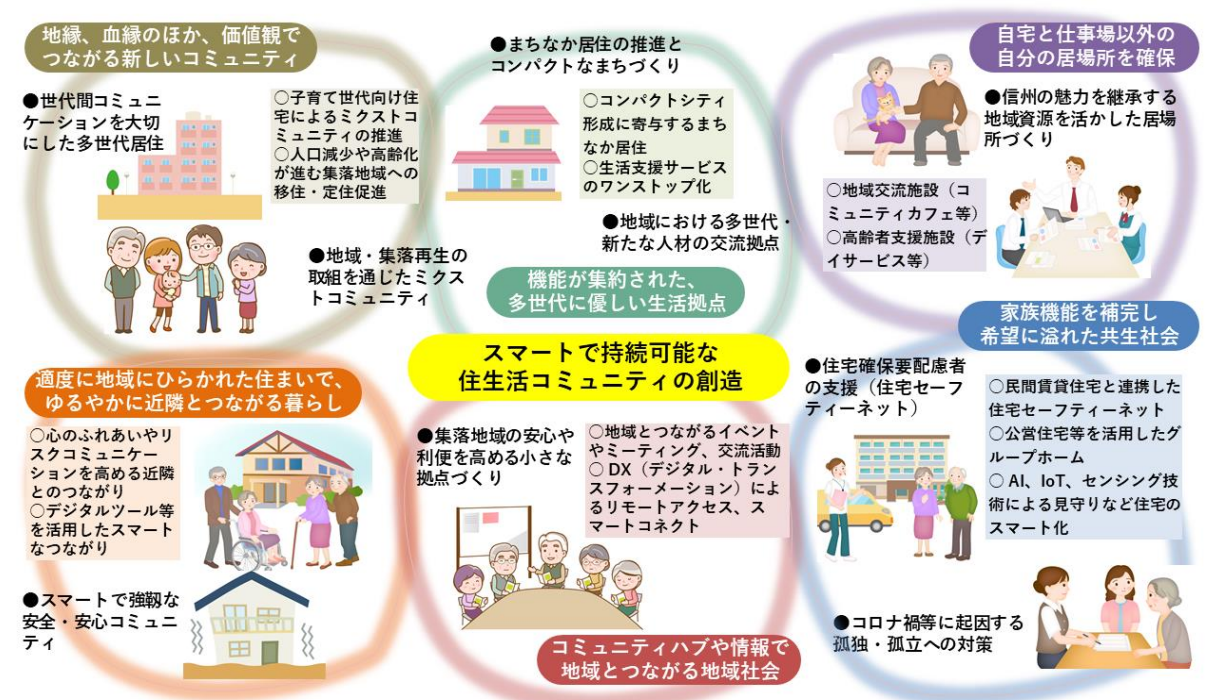 地縁、血縁のほか、価値観で
つながる新しいコミュニティ
●世代間コミュニ
ケーションを大切
にした多世代居住
○子育て世代向け住
宅によるミクストコ
ミュニティの推進
○人口減少や高齢化
が進む集落地域への
移住・定住促進
●地域・集落再生の
取組を通じたミクス
トコミュニティ
●まちなか居住の推進と
コンパクトなまちづくり
○コンパクトシティ
形成に寄与するまち
なか居住
○生活支援サービス
のワンストップ化
●地域における多世代・
新たな人材の交流拠点
機能が集約された、
多世代に優しい生活拠点
自宅と仕事場以外の
自分の居場所を確保
●信州の魅力を継承する
地域資源を活かした居場
所づくり
○地域交流施設（コ
ミュニティカフェ等）
○高齢者支援施設（デ
イサービス等）
スマートで持続可能な
住生活コミュニティの創造
適度に地域にひらかれた住まいで、
ゆるやかに近隣とつながる暮らし
○心のふれあいやリ
スクコミュニケー
ションを高める近隣
とのつながり
○デジタルツール等
を活用したスマート
なつながり
●スマートで強靱な
安全・安心コミュニ
ティ
●集落地域の安心や
利便を高める小さな
拠点づくり
○地域とつながるイベント
やミーティング、交流活動
○ DX（デジタル・トラン
スフォーメーション）によ
るリモートアクセス、ス
マートコネクト
コミュニティハブや情報で
地域とつながる地域社会
家族機能を補完し
希望に溢れた共生社会
●住宅確保要配慮者
の支援（住宅セーフ
ティーネット）
○民間賃貸住宅と連携した
住宅セーフティーネット
○公営住宅等を活用したグ
ループホーム
○ AI、IoT、センシング技
術による見守りなど住宅の
スマート化
●コロナ禍等に起因する
孤独・孤立への対策